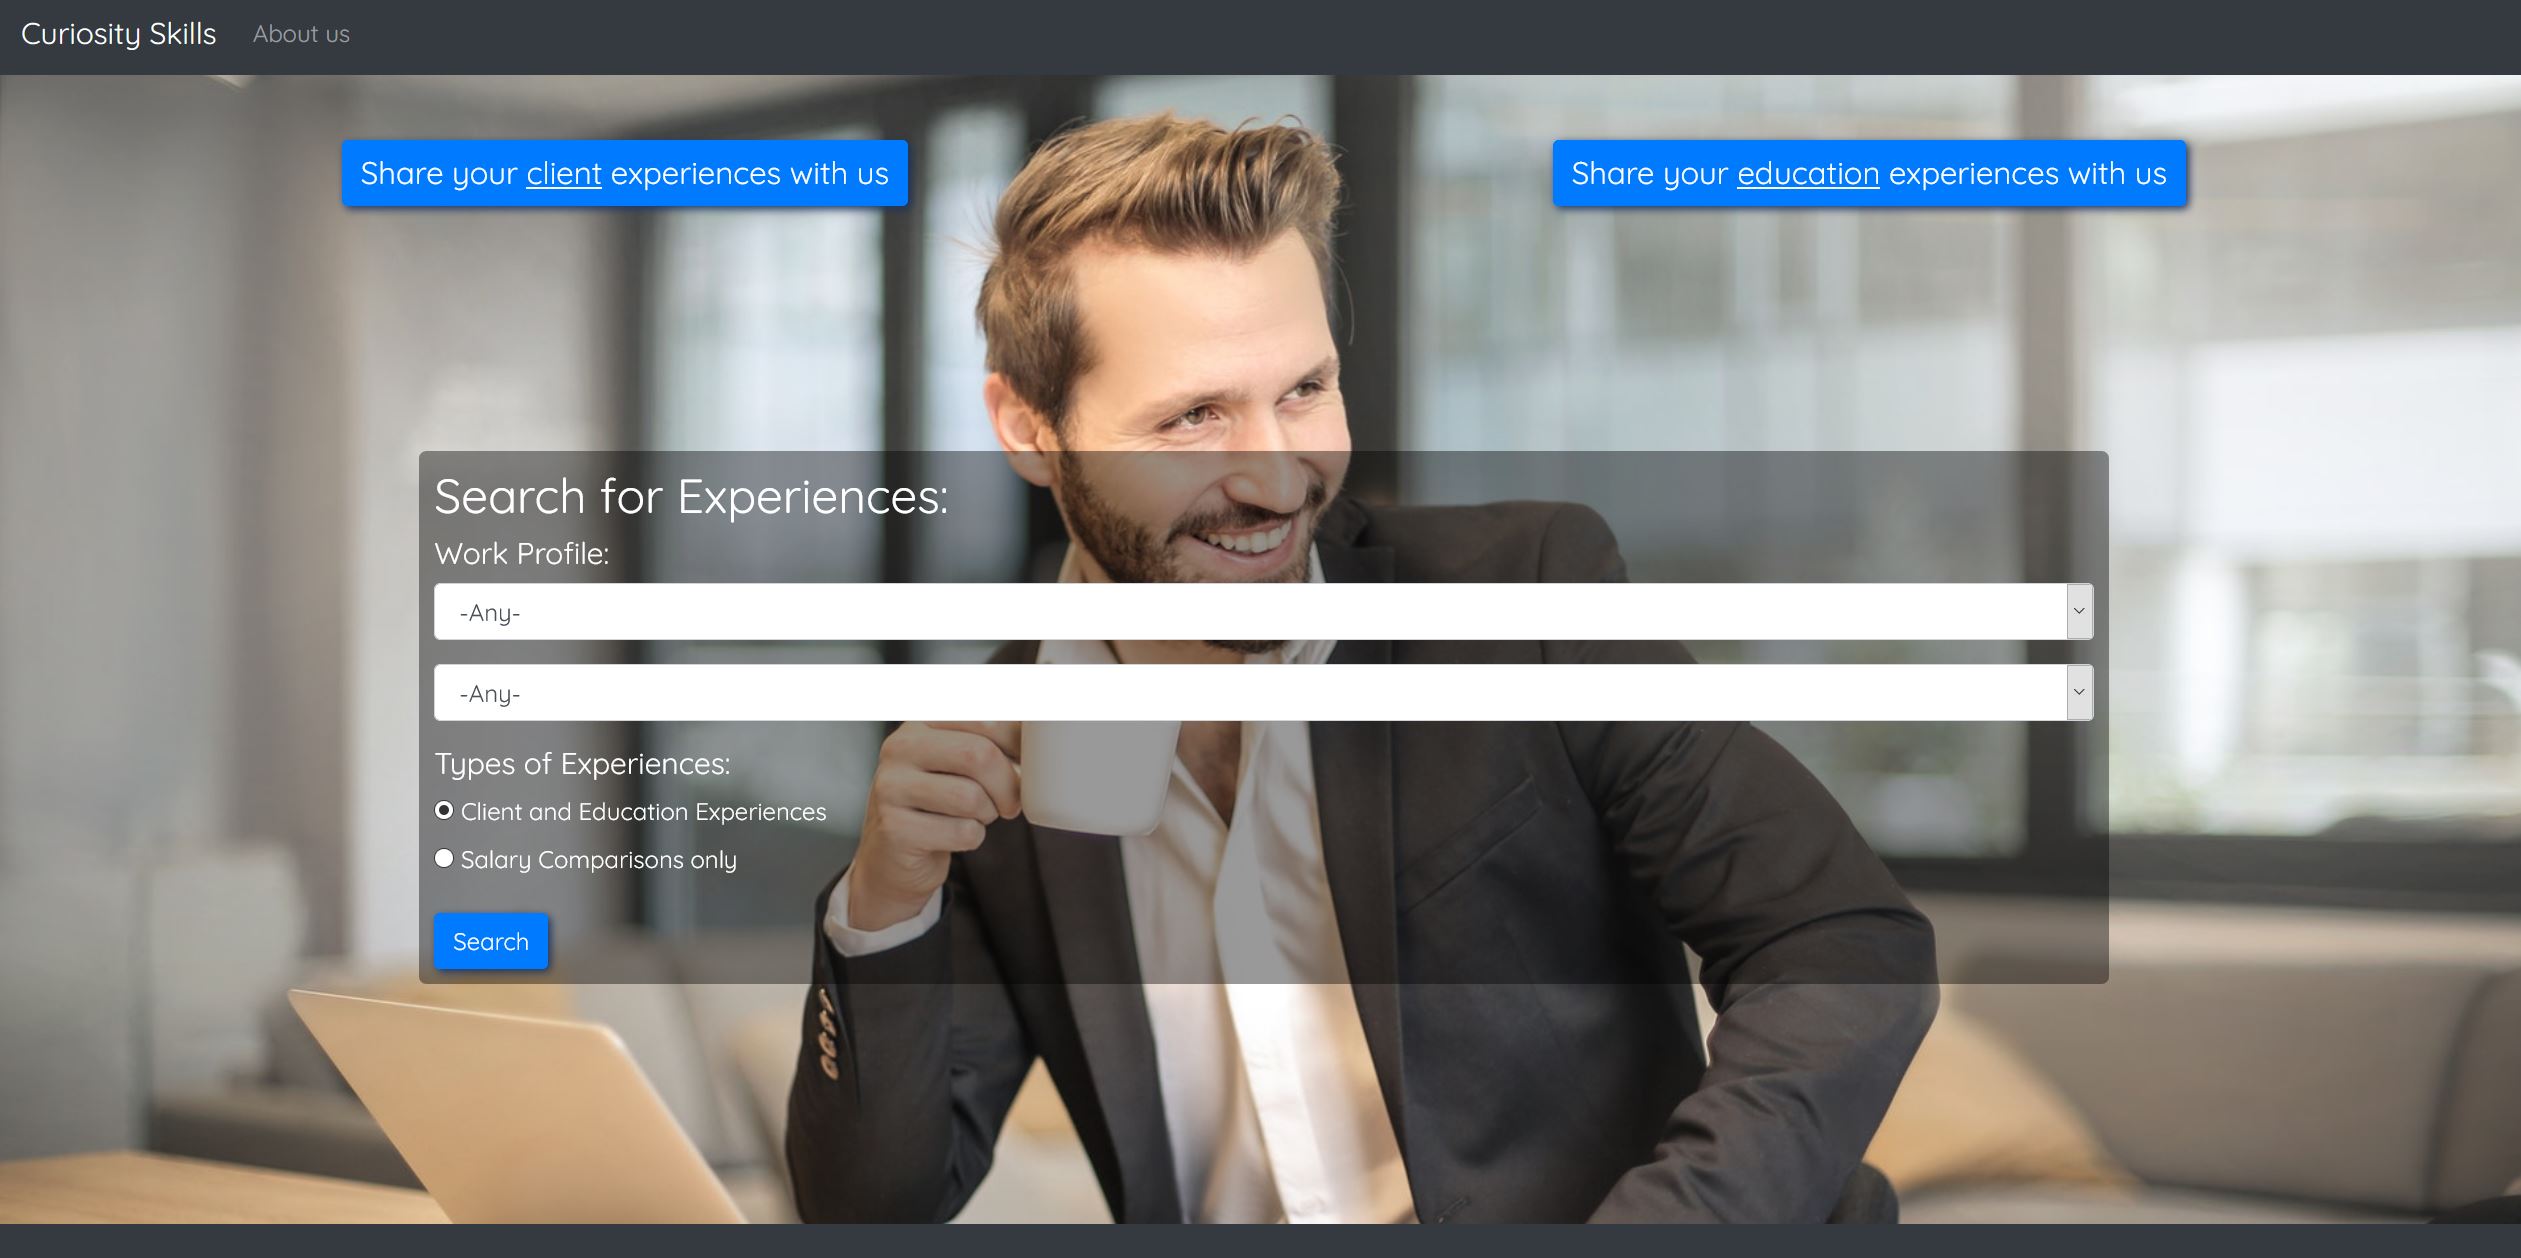 Curiosity Skills About us
Share your client experiences with us
Share your education experiences with us
Search for Experiences:
Work Profile:
-Any-
-Any-
Types of Experiences:
Client and Education Experiences
Salary Comparisons only
Search